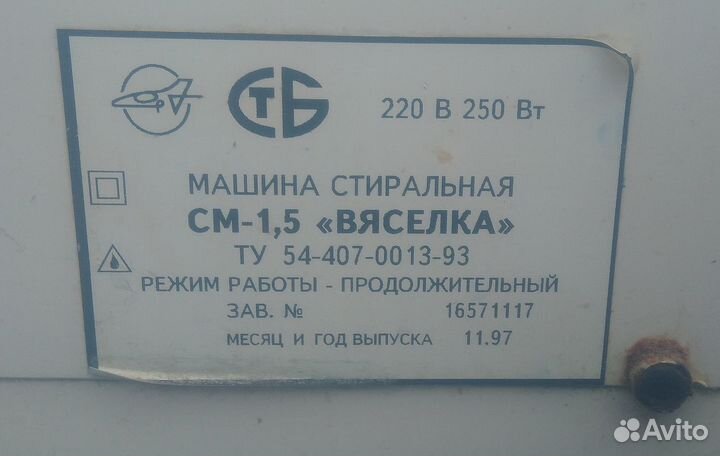 СТБ 220 В 250 Вт
МАШИНА СТИРАЛЬНАЯ
СМ-1,5 «ВЯСЕЛКА»
ТУ 54-407-0013-93
РЕЖИМ РАБОТЫ - ПРОДОЛЖИТЕЛЬНЫЙ
ЗАВ. № 16571117
МЕСЯЦ И ГОД ВЫПУСКА 11.97
Avito